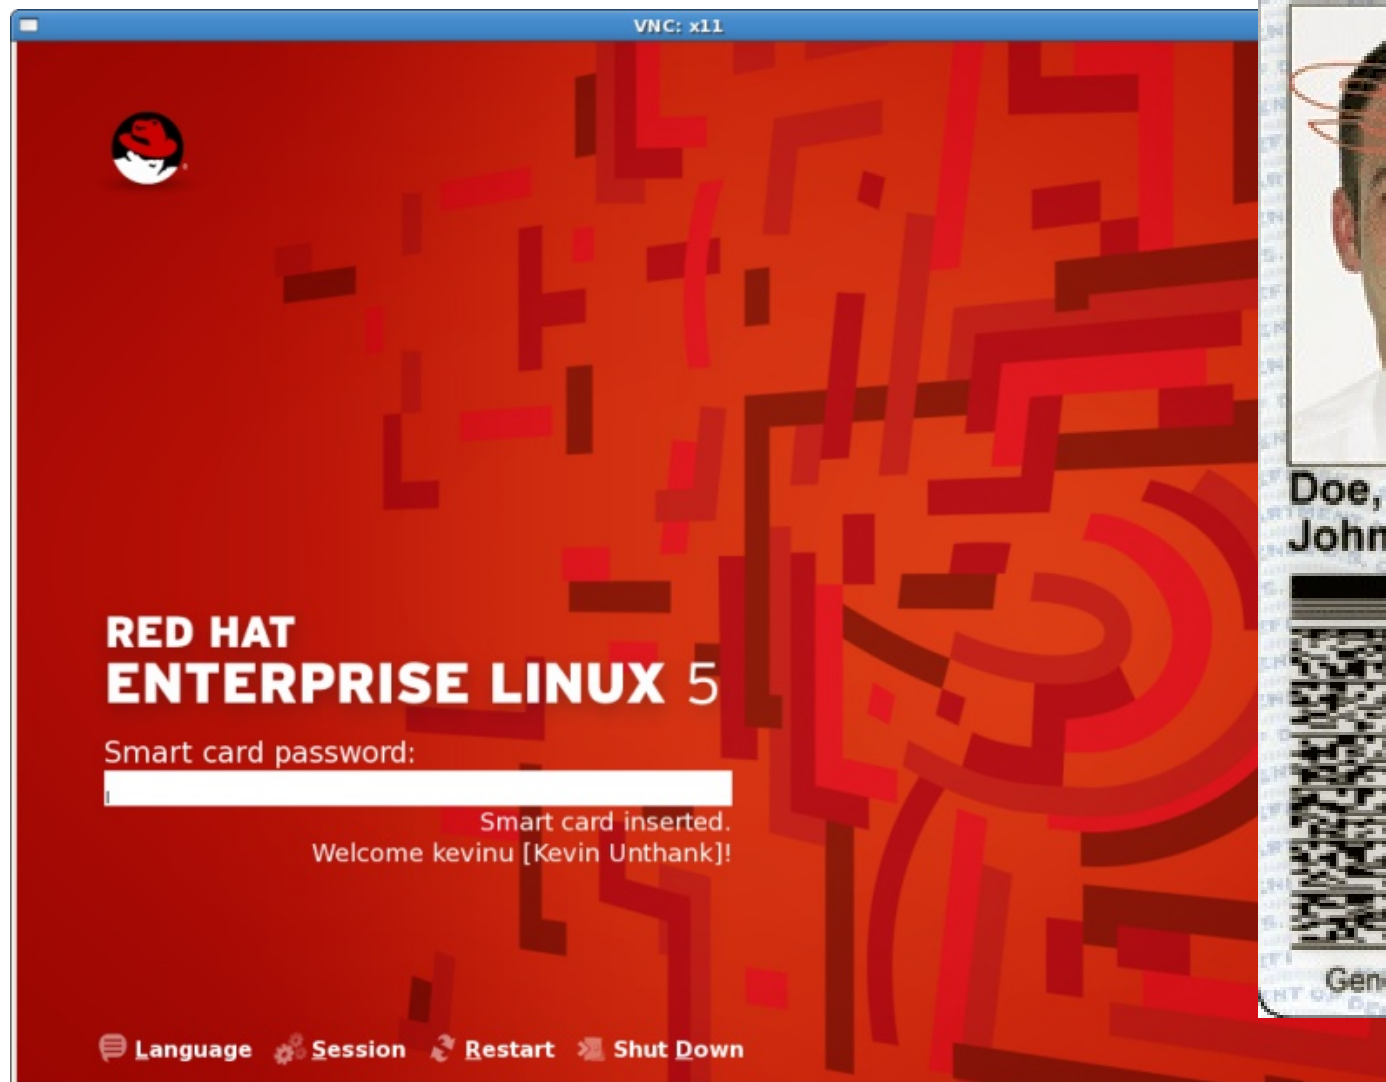 VNC: x11
RED HAT
ENTERPRISE LINUX 5
Smart card password:
Smart card inserted.
Welcome kevinu [Kevin Unthank]!
Language Session Restart Shut Down
Doe,
John